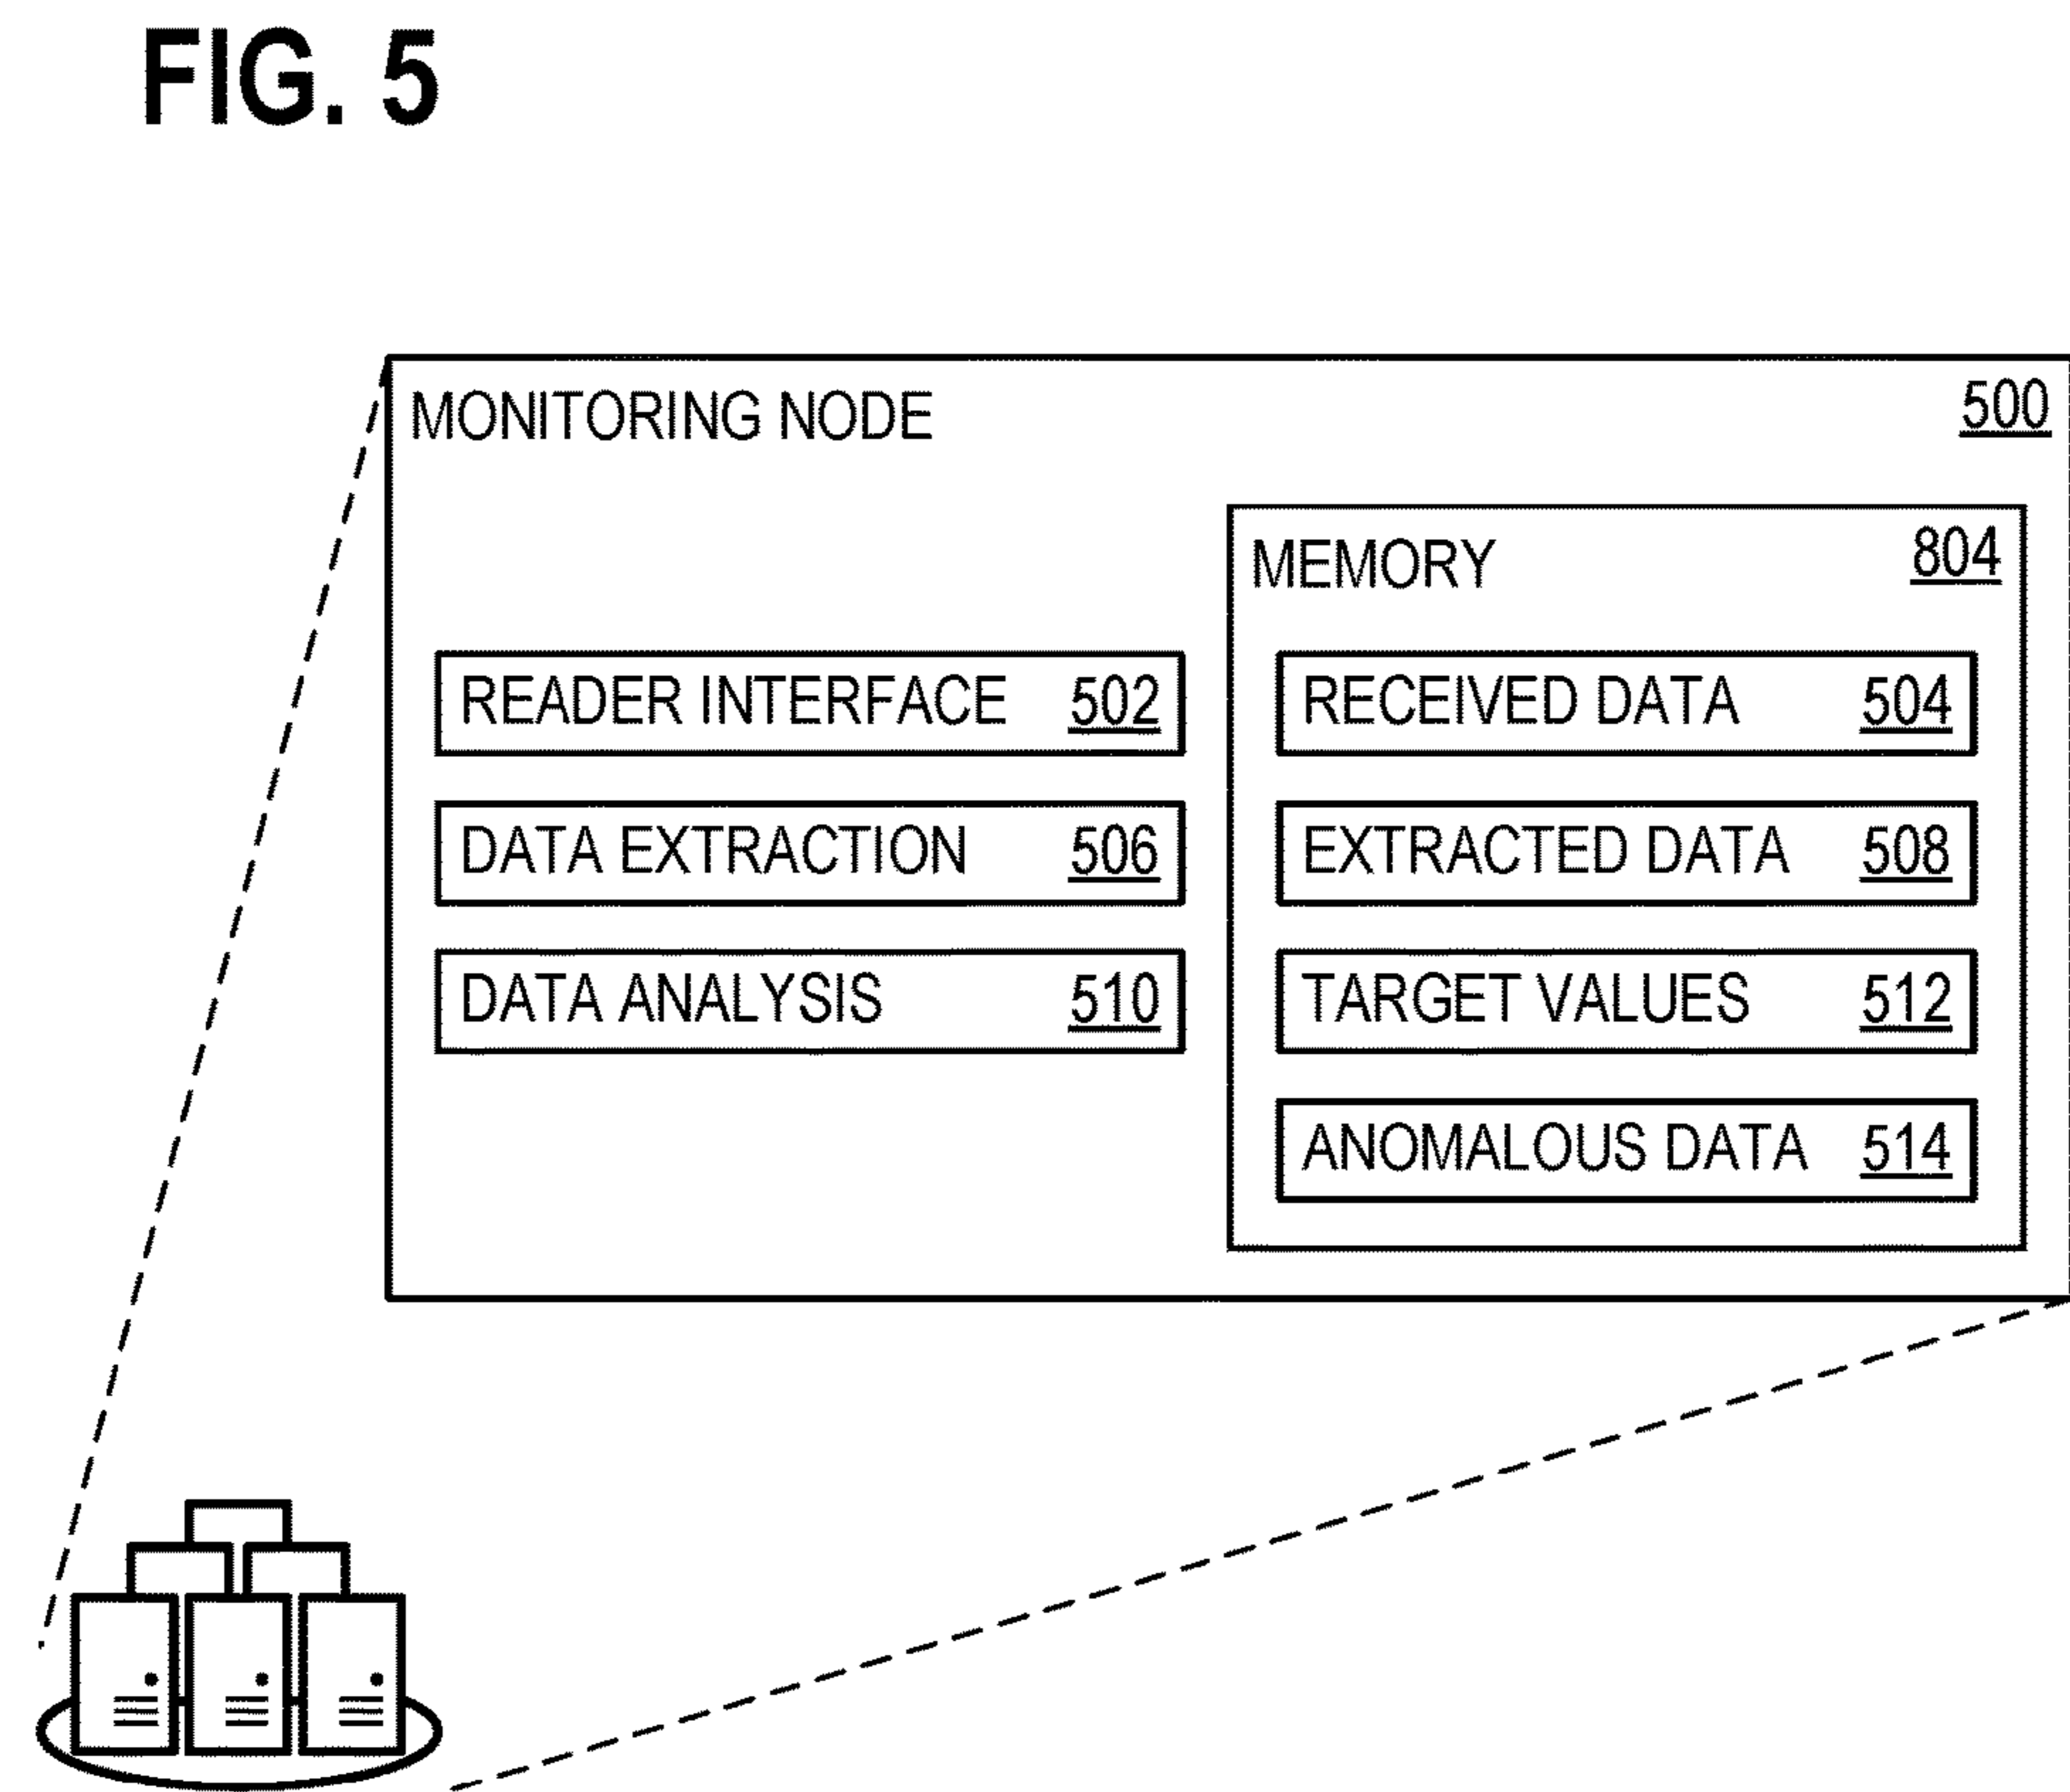 FIG. 5
MONITORING NODE 500
MEMORY 804
READER INTERFACE 502
RECEIVED DATA 504
DATA EXTRACTION 506
EXTRACTED DATA 508
DATA ANALYSIS 510
TARGET VALUES 512
ANOMALOUS DATA 514